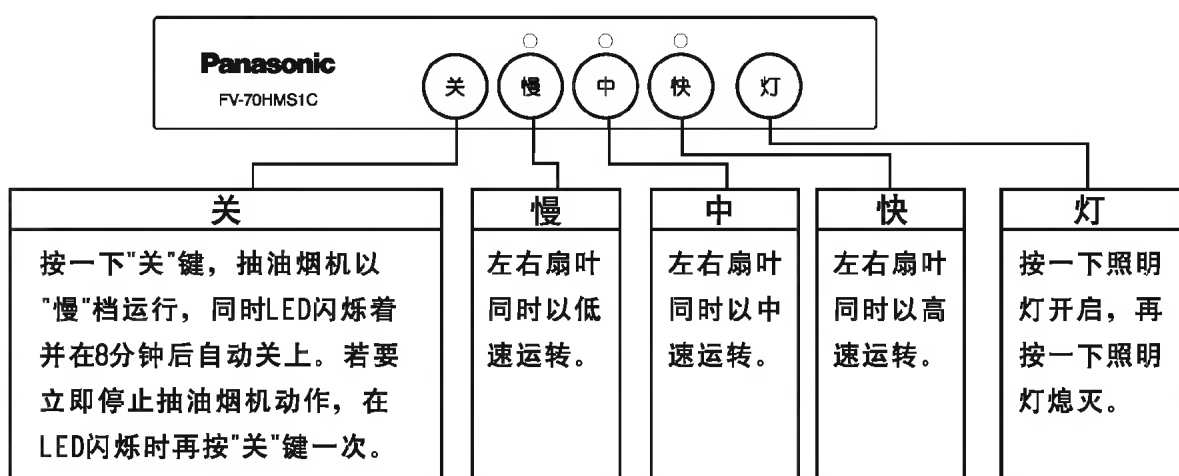 Panasonic
FV-70HMS1C
关 慢 中 快 灯
关
按一下"关"键，抽油烟机以
"慢"档运行，同时LED闪烁着
并在8分钟后自动关上。若要
立即停止抽油烟机动作，在
LED闪烁时再按"关"键一次。
慢
左右扇叶
同时以低
速运转。
中
左右扇叶
同时以中
速运转。
快
左右扇叶
同时以高
速运转。
灯
按一下照明
灯开启，再
按一下照明
灯熄灭。